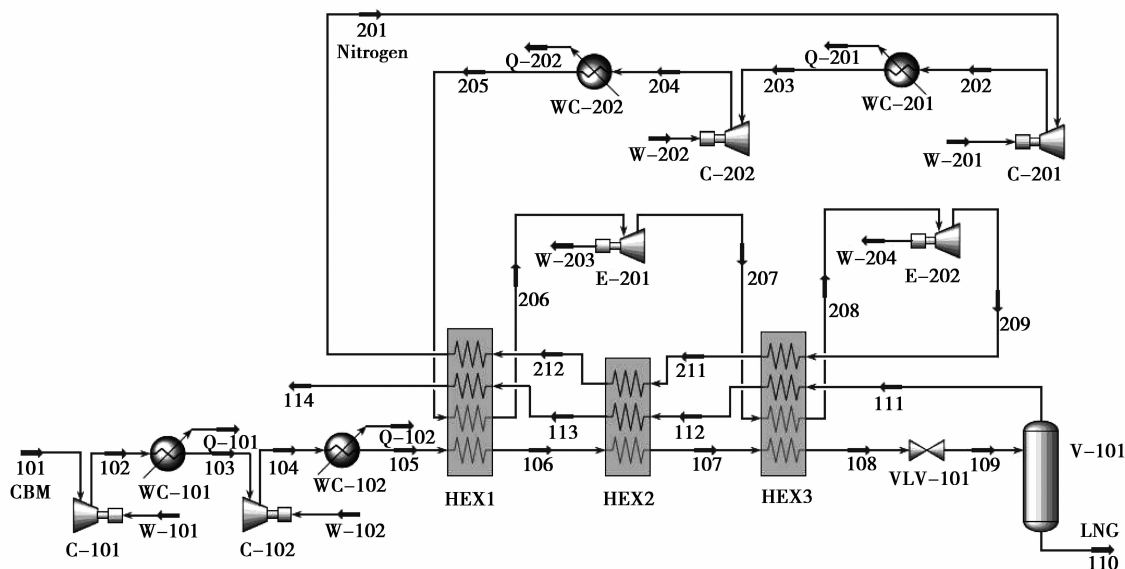 201
Nitrogen
Q-202
Q-201
205
WC-202
204
203
WC-201
202
W-202
W-201
C-202
C-201
W-203
E-201
207
W-204
E-202
206
208
209
212
211
114
111
113
112
101
CBM
102
Q-101
103
WC-101
104
Q-102
105
WC-102
106
107
108
109
VLV-101
V-101
HEX1
HEX2
HEX3
W-101
W-102
C-101
C-102
LNG
110